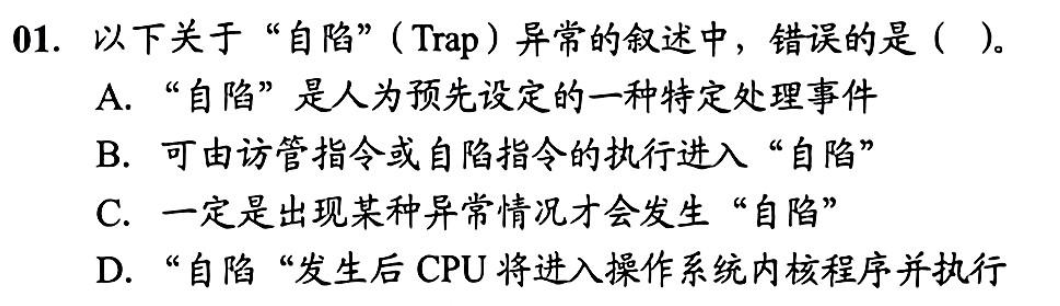 01. 以下关于“自陷”（Trap）异常的叙述中，错误的是（  ）。
A. “自陷”是人为预先设定的一种特定处理事件
B. 可由访管指令或自陷指令的执行进入“自陷”
C. 一定是出现某种异常情况才会发生“自陷”
D. “自陷“发生后 CPU 将进入操作系统内核程序并执行